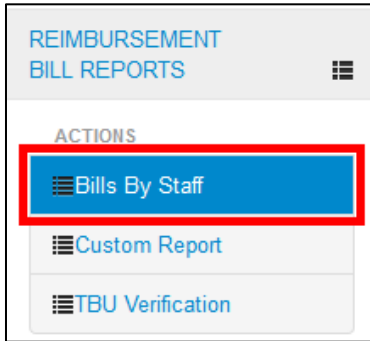 REIMBURSEMENT
BILL REPORTS
ACTIONS
Bills By Staff
Custom Report
TBU Verification